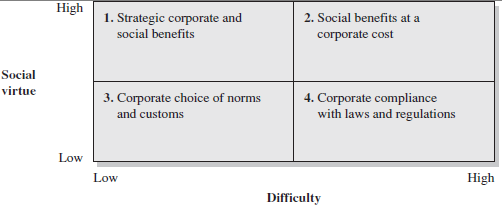 High
1. Strategic corporate and
social benefits
2. Social benefits at a
corporate cost
Social
virtue
3. Corporate choice of norms
and customs
4. Corporate compliance
with laws and regulations
Low
Low
High
Difficulty